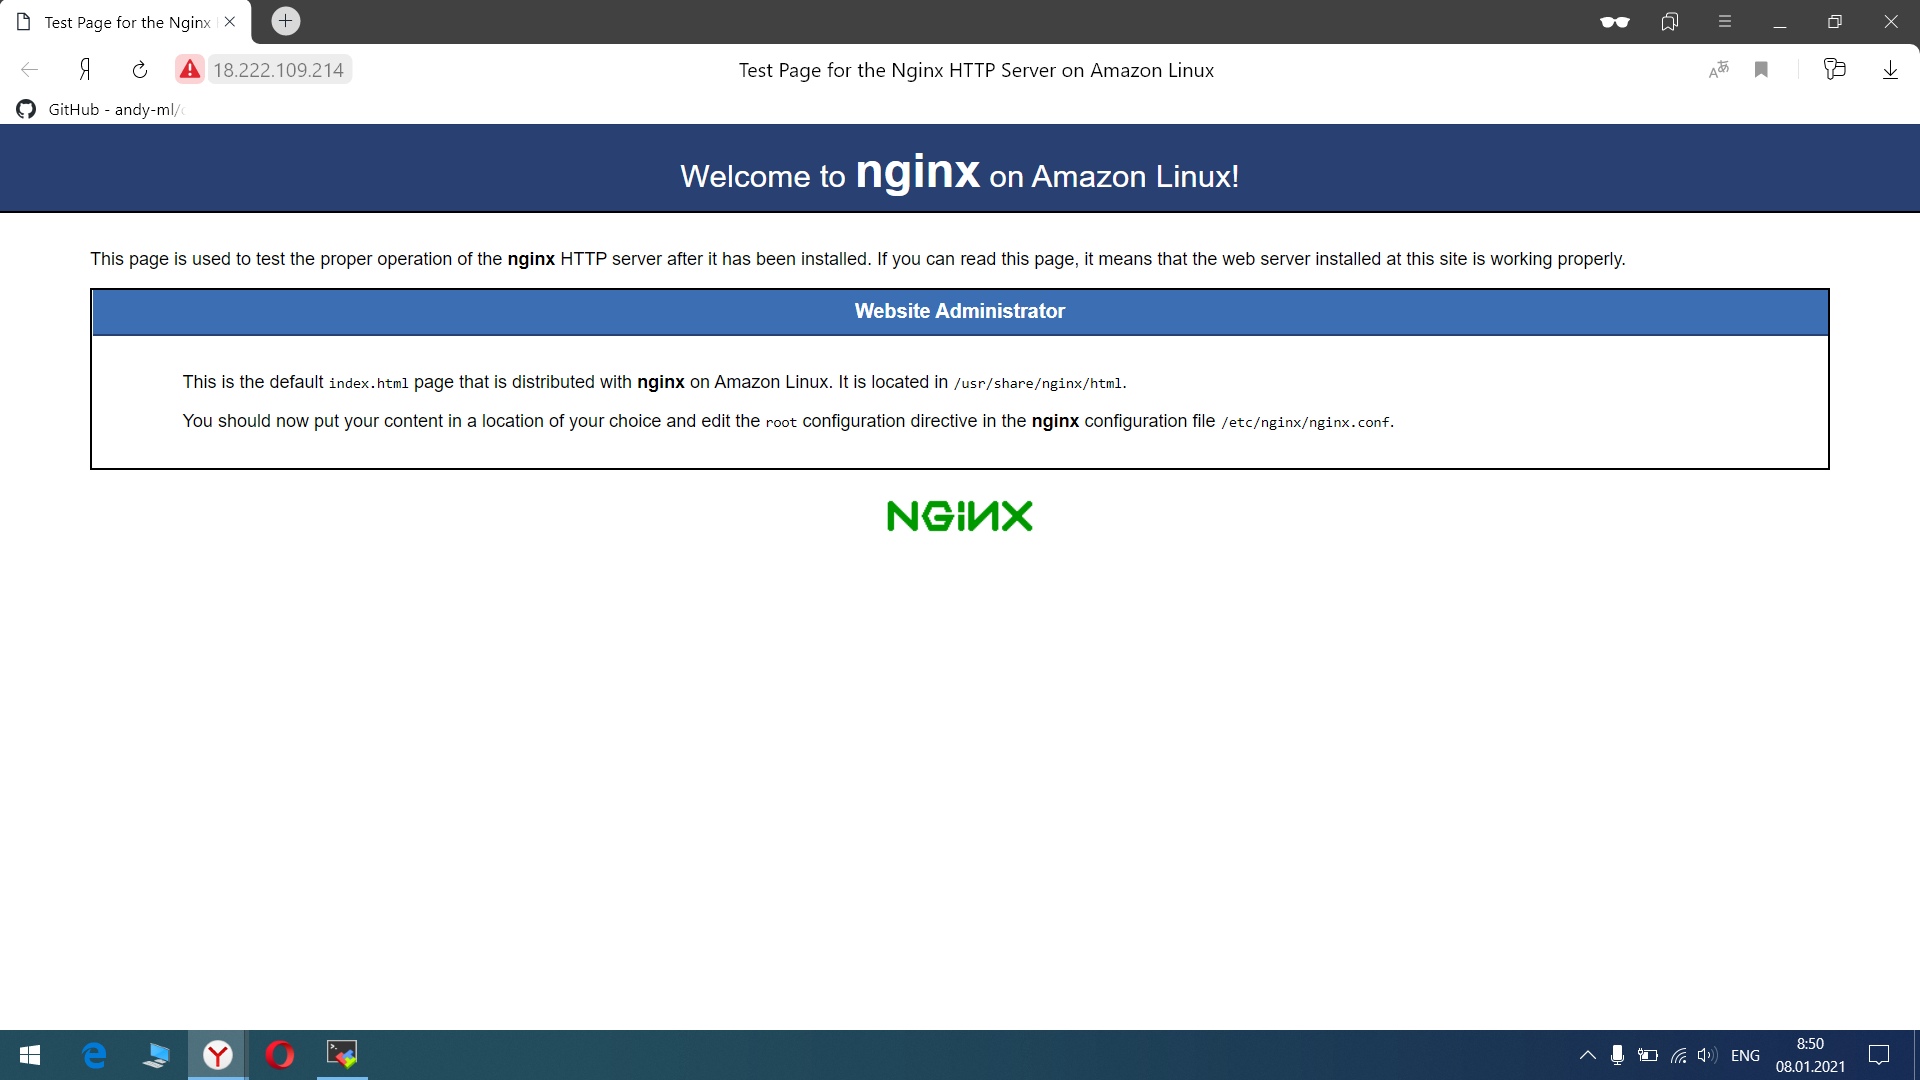 Test Page for the Nginx
18.222.109.214
Test Page for the Nginx HTTP Server on Amazon Linux
GitHub - andy-ml/
Welcome to nginx on Amazon Linux!
This page is used to test the proper operation of the nginx HTTP server after it has been installed. If you can read this page, it means that the web server installed at this site is working properly.
Website Administrator
This is the default index.html page that is distributed with nginx on Amazon Linux. It is located in /usr/share/nginx/html.
You should now put your content in a location of your choice and edit the root configuration directive in the nginx configuration file /etc/nginx/nginx.conf.
NGINX
ENG
8:50
08.01.2021